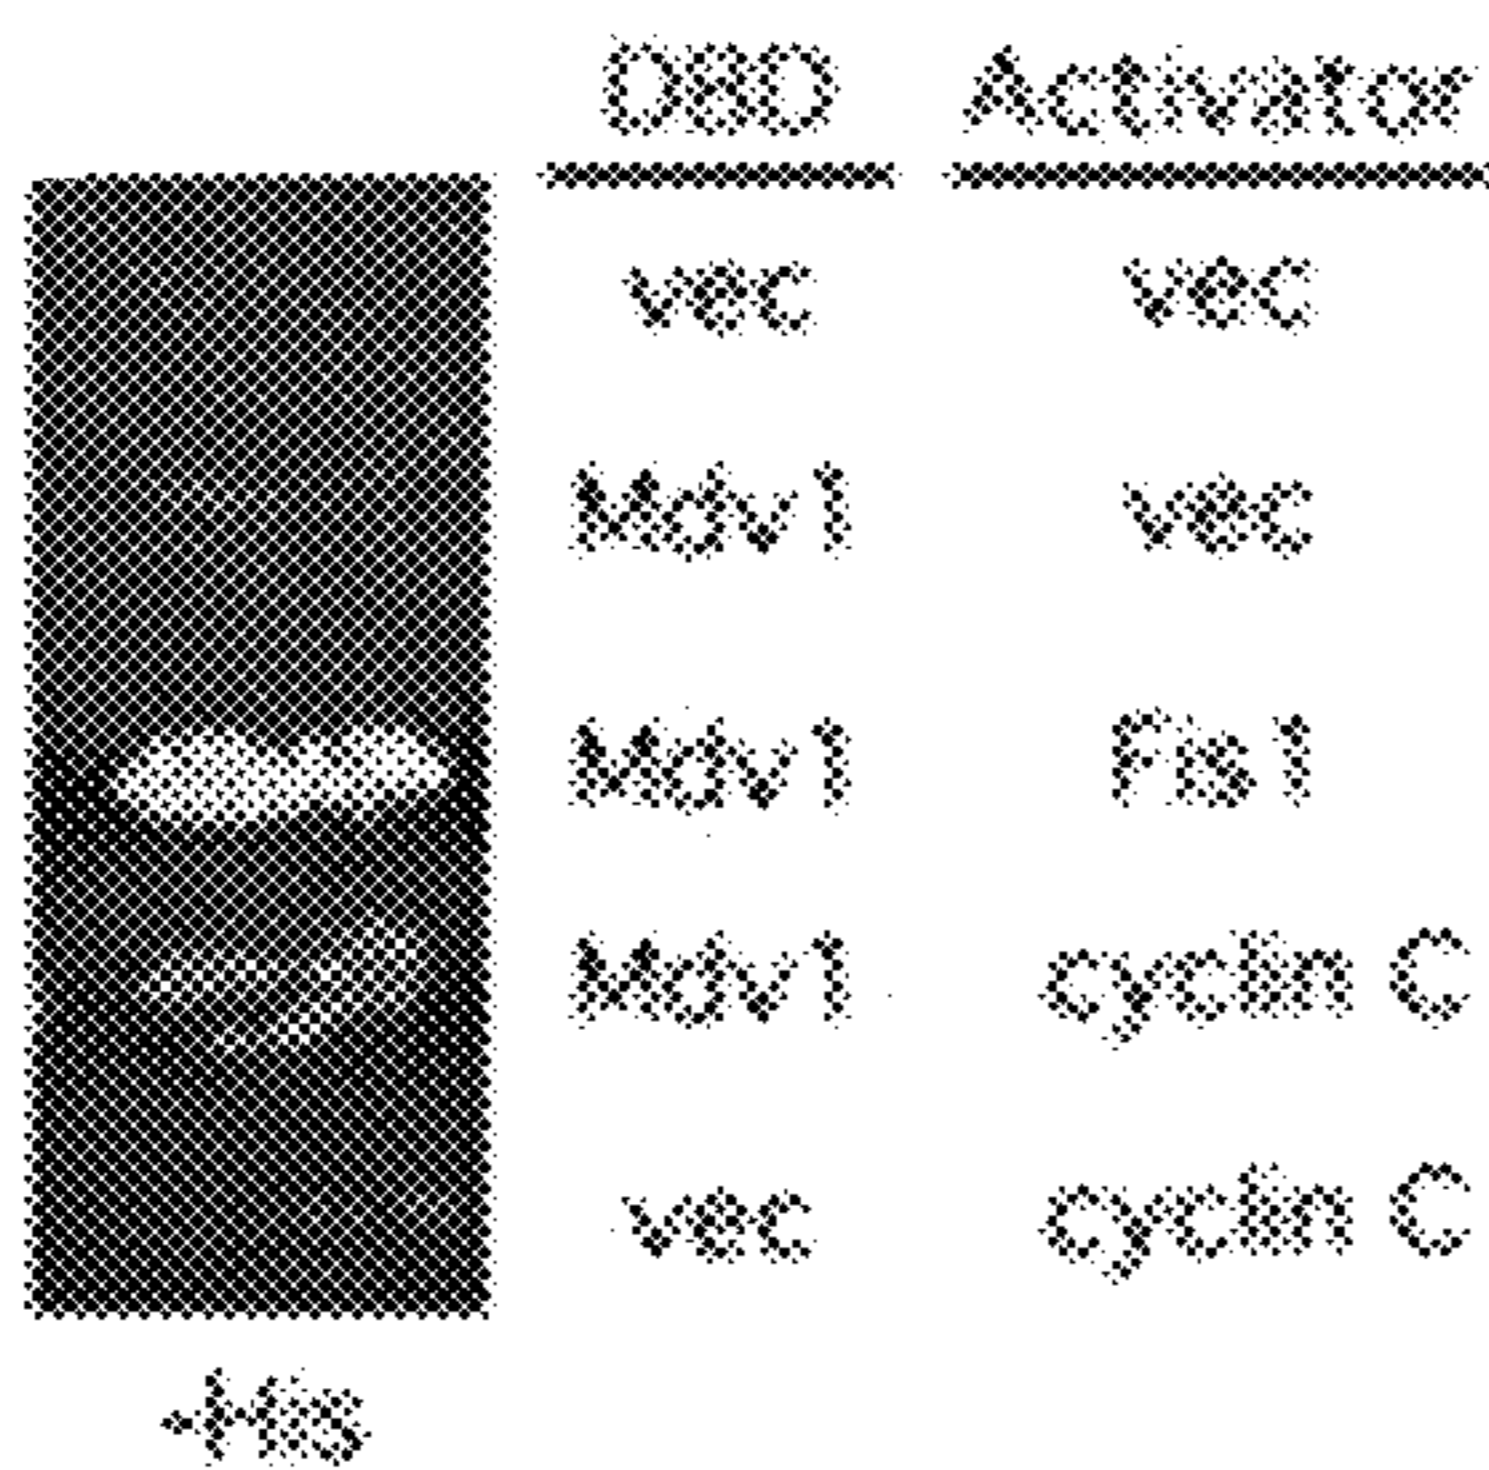 DBD Activator
vec vec
Mdv1 vec
Mdv1 Fis1
Mdv1 cyclin C
vec cyclin C
-His